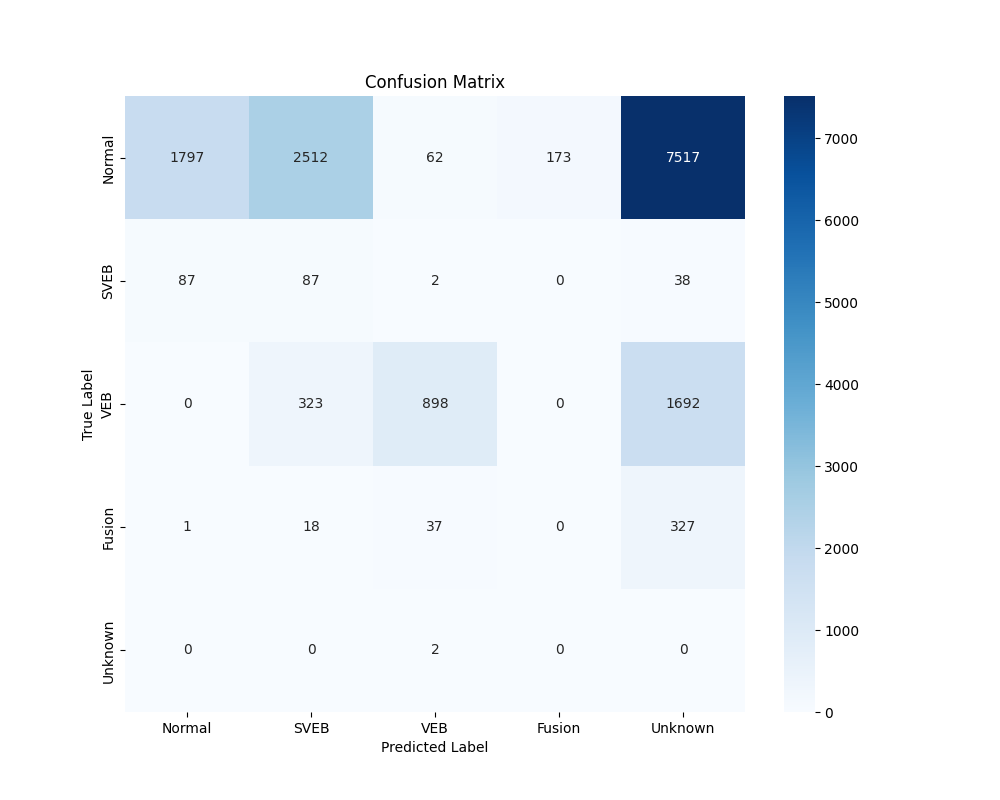 Confusion Matrix
Normal 1797 2512 62 173 7517
SVEB 87 87 2 0 38
VEB 0 323 898 0 1692
Fusion 1 18 37 0 327
Unknown 0 0 2 0 0
True Label
Normal SVEB VEB Fusion Unknown
Predicted Label
7000
6000
5000
4000
3000
2000
1000
0